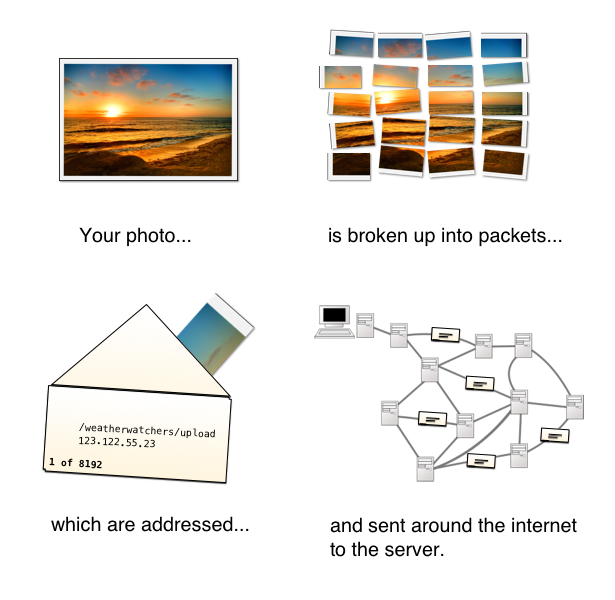 Your photo...
is broken up into packets...
/weatherwatchers/upload
123.122.55.23
1 of 8192
which are addressed...
and sent around the internet
to the server.